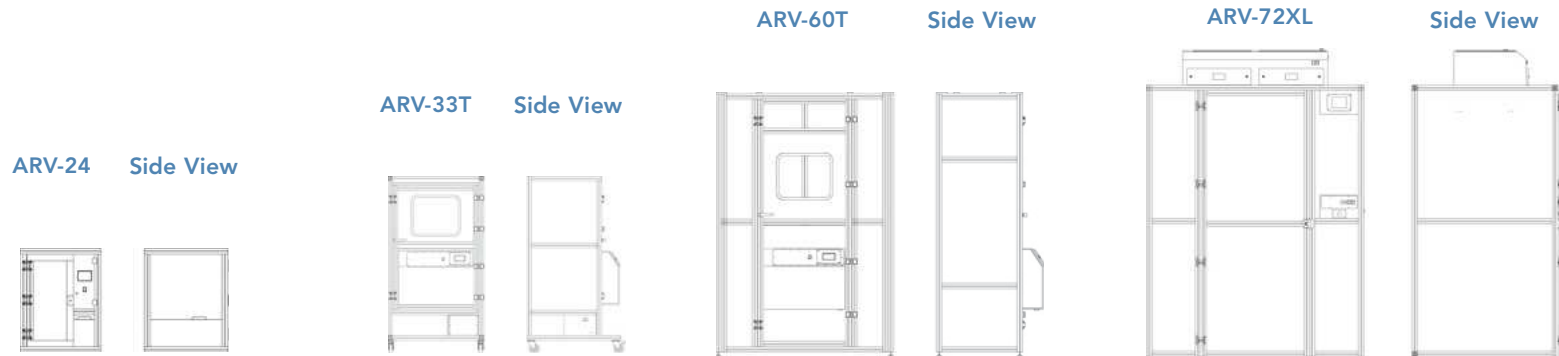 ARV-60T Side View ARV-72XL Side View
ARV-33T Side View
ARV-24 Side View